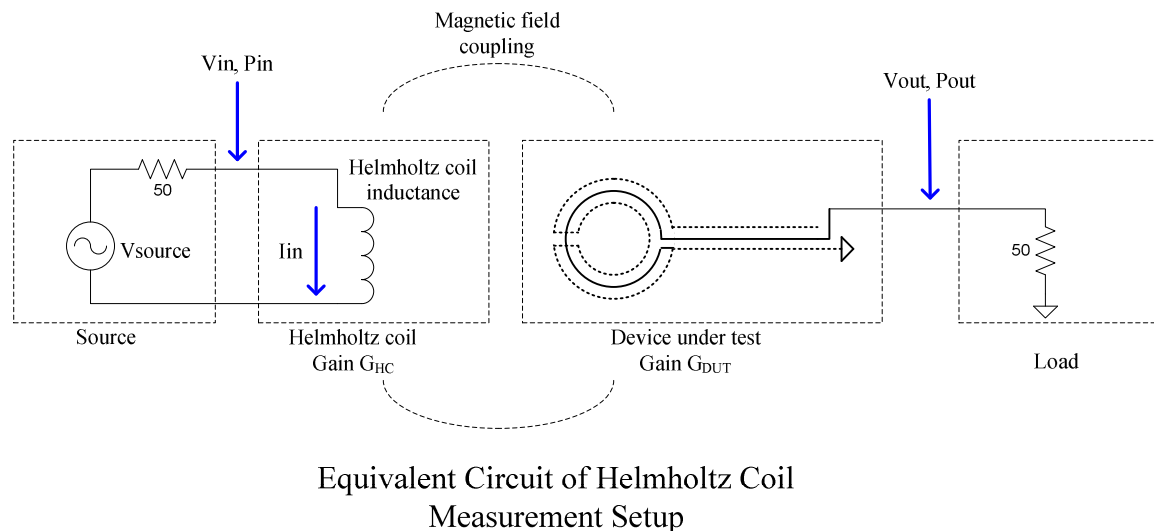 Magnetic field
coupling
Vin, Pin
Vout, Pout
50
Helmholtz coil
inductance
Vsource
Iin
50
Source
Helmholtz coil
Gain GHC
Device under test
Gain GDUT
Load
Equivalent Circuit of Helmholtz Coil
Measurement Setup